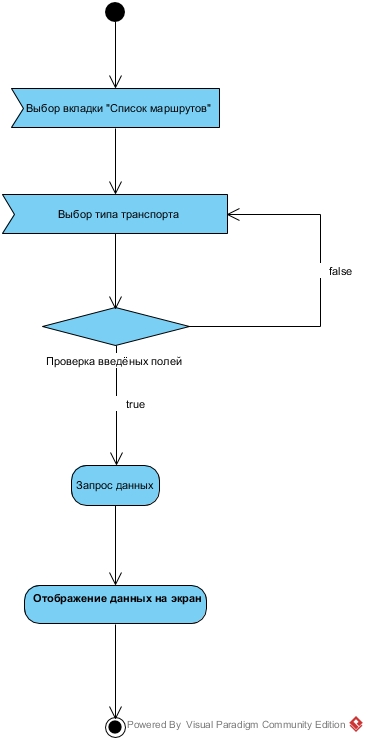 Выбор вкладки "Список маршрутов"
Выбор типа транспорта
false
Проверка введёных полей
true
Запрос данных
Отображение данных на экран
Powered By Visual Paradigm Community Edition